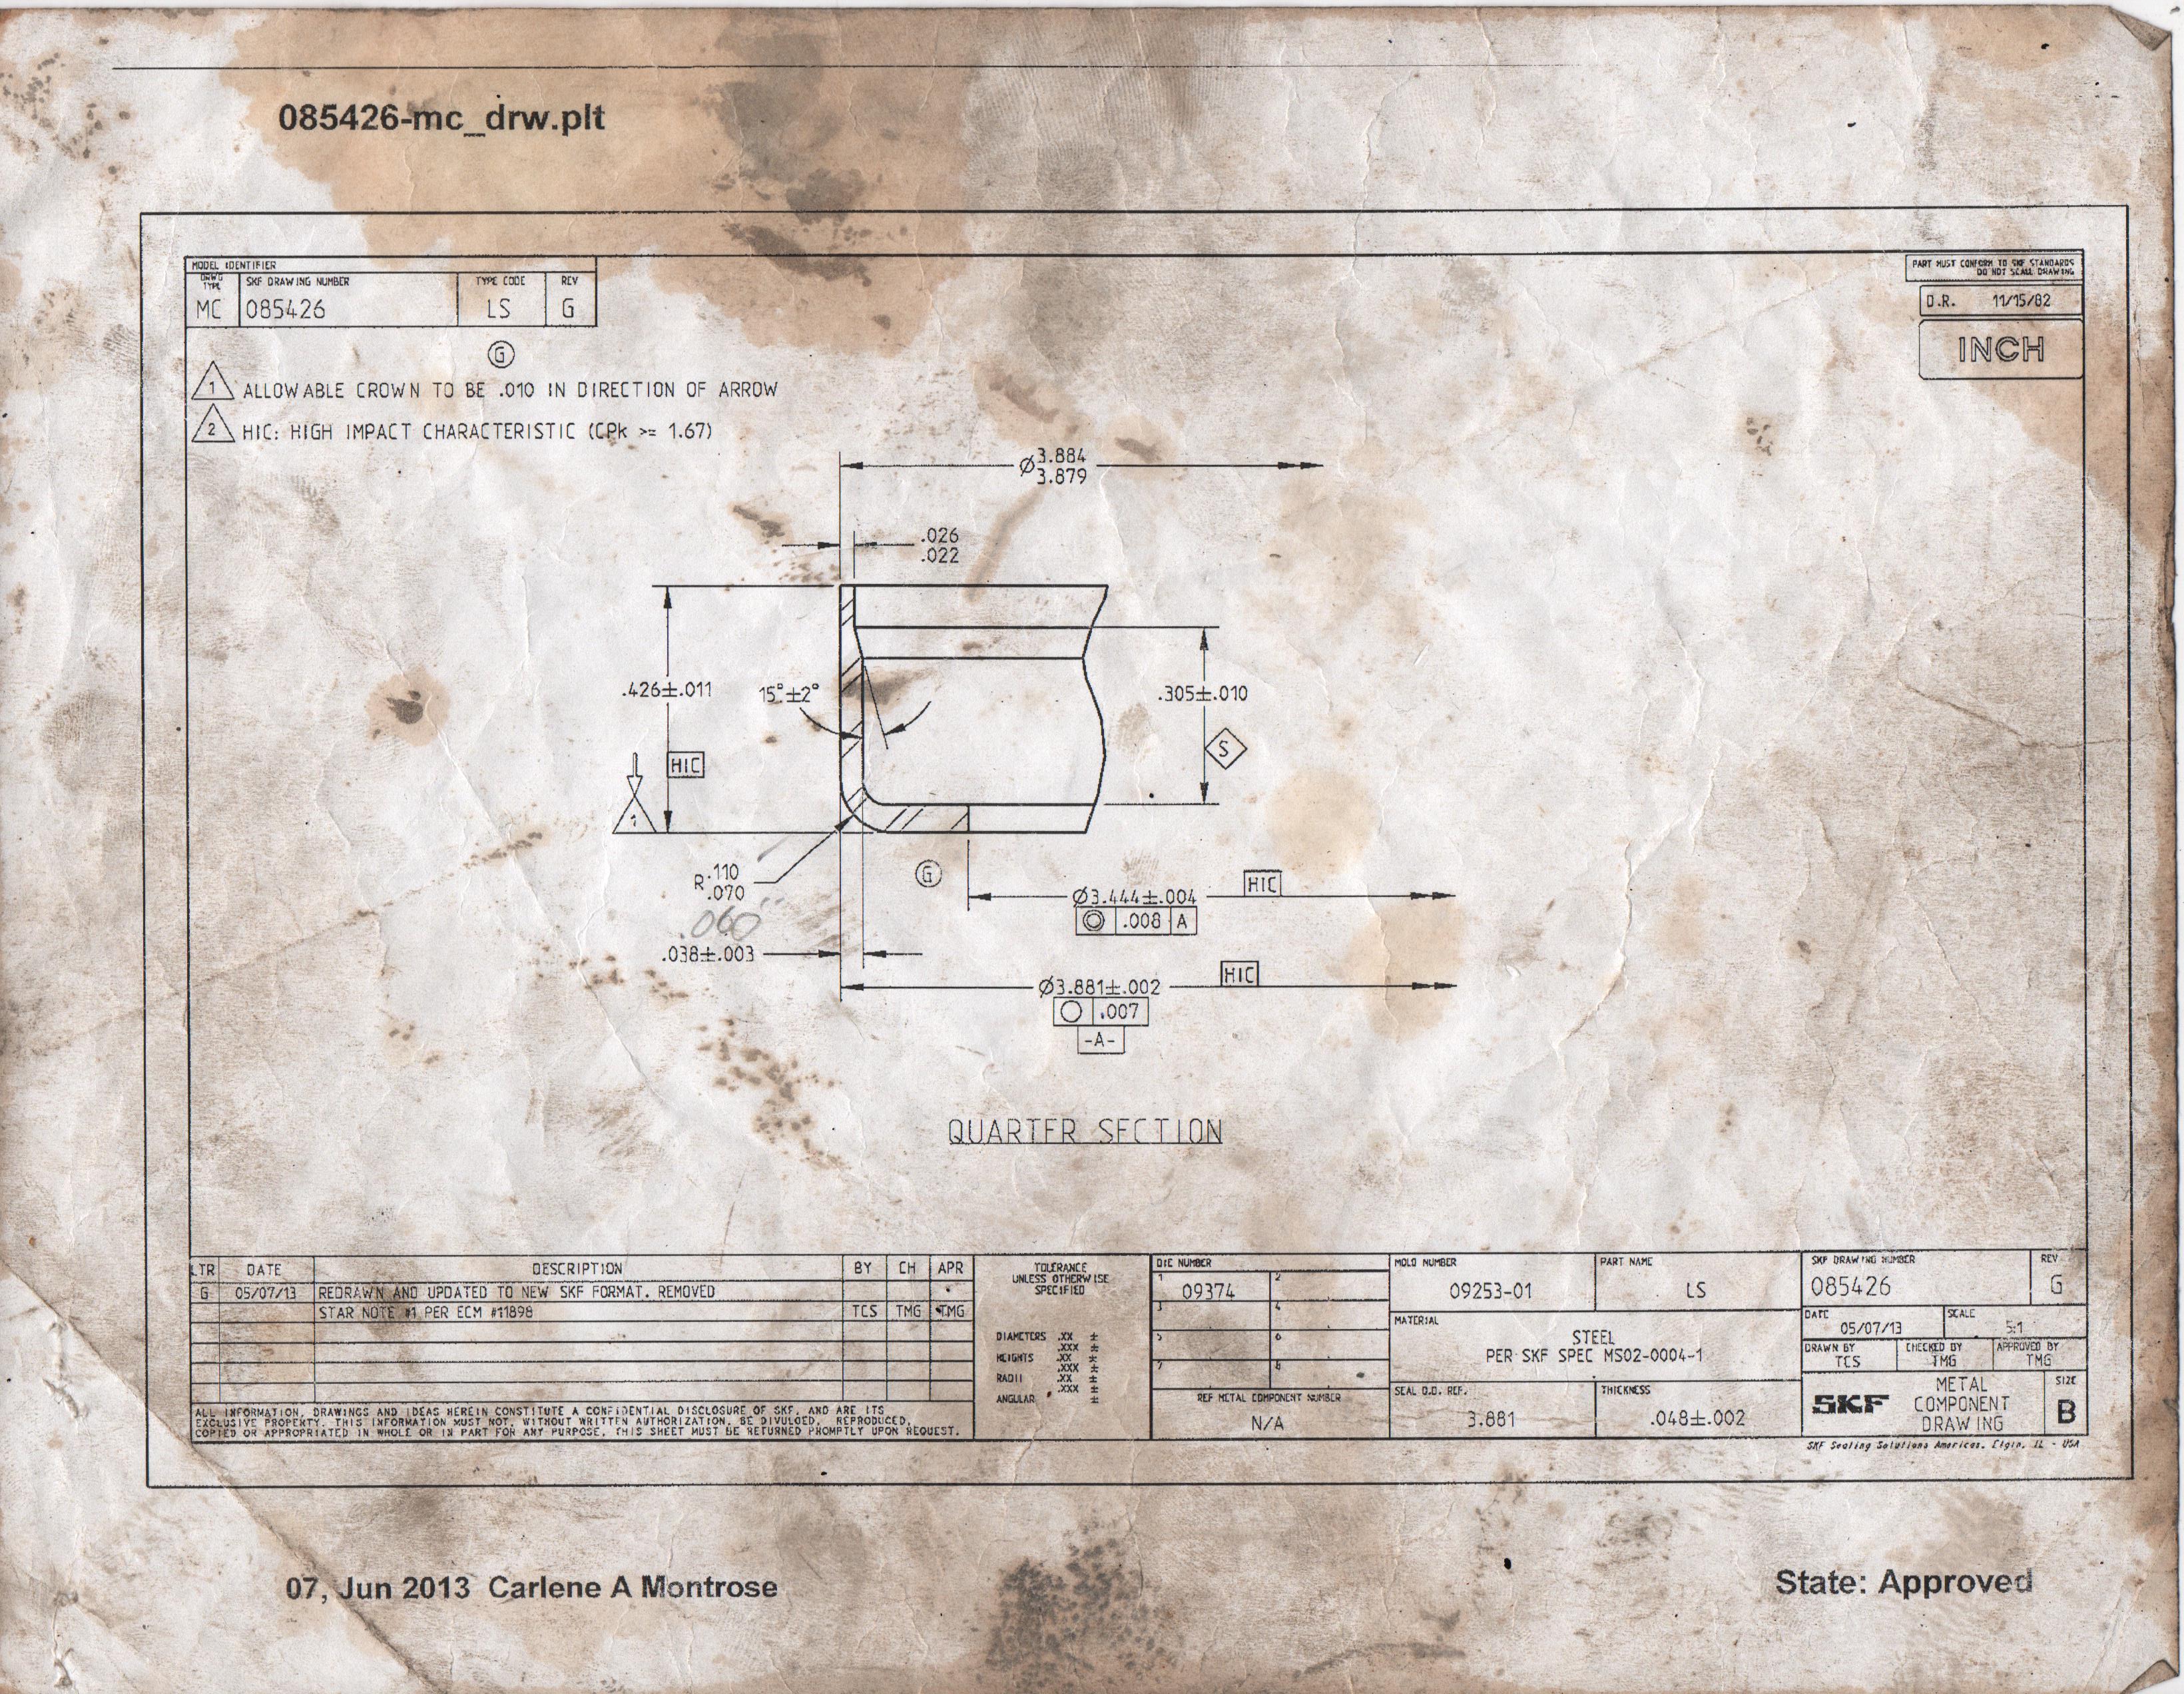 085426-mc_drw.plt
MODEL IDENTIFIER
DRWG TYPE
SKF DRAWING NUMBER
TYPE CODE
REV
MC
085426
LS
G
PART MUST CONFORM TO SKF STANDARDS
DO NOT SCALE DRAWING
O.R. 11/15/82
INCH
G
1 ALLOWABLE CROWN TO BE .010 IN DIRECTION OF ARROW
2 HIC: HIGH IMPACT CHARACTERISTIC (CPk >= 1.67)
Ø3.884
3.879
.026
.022
.426±.011
15°±2°
.305±.010
HIC
S
1
R.110
.070
.060"
G
Ø3.444±.004
HIC
◎ .008 A
.038±.003
Ø3.881±.002
HIC
○ .007
-A-
QUARTER SECTION
LTR DATE DESCRIPTION BY CH APR
G 05/07/13 REDRAWN AND UPDATED TO NEW SKF FORMAT. REMOVED
STAR NOTE #1 PER ECM #11898 TCS TMG TMG
ALL INFORMATION, DRAWINGS AND IDEAS HEREIN CONSTITUTE A CONFIDENTIAL DISCLOSURE OF SKF, AND ARE ITS
EXCLUSIVE PROPERTY. THIS INFORMATION MUST NOT, WITHOUT WRITTEN AUTHORIZATION, BE DIVULGED, REPRODUCED,
COPIED OR APPROPRIATED IN WHOLE OR IN PART FOR ANY PURPOSE. THIS SHEET MUST BE RETURNED PROMPTLY UPON REQUEST.
TOLERANCE
UNLESS OTHERWISE
SPECIFIED
DIAMETERS .XX ±
.XXX ±
HEIGHTS .XX ±
.XXX ±
RADII .XX ±
.XXX ±
ANGULAR ±
DIE NUMBER
1 09374 2
3 4
5 6
7 8
REF METAL COMPONENT NUMBER
N/A
MOLD NUMBER
09253-01
PART NAME
LS
MATERIAL
STEEL
PER SKF SPEC MS02-0004-1
SEAL O.D. REF.
3.881
THICKNESS
.048±.002
SKF DRAWING NUMBER
085426
REV
G
DATE
05/07/13
SCALE
5:1
DRAWN BY
TCS
CHECKED BY
TMG
APPROVED BY
TMG
SKF
METAL
COMPONENT
DRAWING
SIZE
B
SKF Sealing Solutions Americas, Elgin, IL - USA
07, Jun 2013 Carlene A Montrose
State: Approved